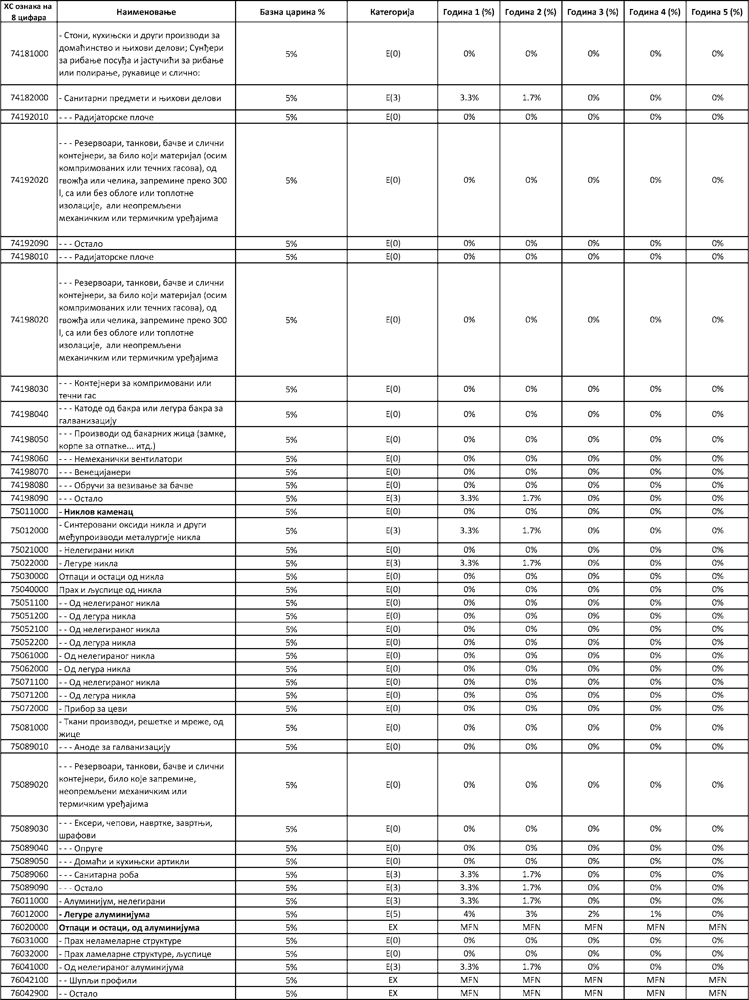 ХС ознака на 8 цифара Наименовање Базна царина % Категорија Година 1 (%) Година 2 (%) Година 3 (%) Година 4 (%) Година 5 (%)
74181000 - Стони, кухињски и други производи за домаћинство и њихови делови; Сунђери за рибање посуђа и јастучићи за рибање или полирање, рукавице и слично: 5% E(0) 0% 0% 0% 0% 0%
74182000 - Санитарни предмети и њихови делови 5% E(3) 3.3% 1.7% 0% 0% 0%
74192010 - - - Радијаторске плоче 5% E(0) 0% 0% 0% 0% 0%
74192020 - - - Резервоари, танкови, бачве и слични контејнери, за било који материјал (осим компримованих или течних гасова), од гвожђа или челика, запремине преко 300 l, са или без облоге или топлотне изолације, али неопремљени механичким или термичким уређајима 5% E(0) 0% 0% 0% 0% 0%
74192090 - - - Остало 5% E(0) 0% 0% 0% 0% 0%
74198010 - - - Радијаторске плоче 5% E(0) 0% 0% 0% 0% 0%
74198020 - - - Резервоари, танкови, бачве и слични контејнери, за било који материјал (осим компримованих или течних гасова), од гвожђа или челика, запремине преко 300 l, са или без облоге или топлотне изолације, али неопремљени механичким или термичким уређајима 5% E(0) 0% 0% 0% 0% 0%
74198030 - - - Контејнери за компримовани или течни гас 5% E(0) 0% 0% 0% 0% 0%
74198040 - - - Катоде од бакра или легура бакра за галванизацију 5% E(0) 0% 0% 0% 0% 0%
74198050 - - - Производи од бакарних жица (замке, корпе за отпатке... итд.) 5% E(0) 0% 0% 0% 0% 0%
74198060 - - - Немеханички вентилатори 5% E(0) 0% 0% 0% 0% 0%
74198070 - - - Венецијанери 5% E(0) 0% 0% 0% 0% 0%
74198080 - - - Обручи за везивање за бачве 5% E(0) 0% 0% 0% 0% 0%
74198090 - - - Остало 5% E(3) 3.3% 1.7% 0% 0% 0%
75011000 - Никлов каменац 5% E(0) 0% 0% 0% 0% 0%
75012000 - Синтеровани оксиди никла и други међупроизводи металургије никла 5% E(3) 3.3% 1.7% 0% 0% 0%
75021000 - Нелегирани никл 5% E(0) 0% 0% 0% 0% 0%
75022000 - Легуре никла 5% E(3) 3.3% 1.7% 0% 0% 0%
75030000 Отпаци и остаци од никла 5% E(0) 0% 0% 0% 0% 0%
75040000 Прах и љуспице од никла 5% E(0) 0% 0% 0% 0% 0%
75051100 - - Од нелегираног никла 5% E(0) 0% 0% 0% 0% 0%
75051200 - - Од легура никла 5% E(0) 0% 0% 0% 0% 0%
75052100 - - Од нелегираног никла 5% E(0) 0% 0% 0% 0% 0%
75052200 - - Од легура никла 5% E(0) 0% 0% 0% 0% 0%
75061000 - Од нелегираног никла 5% E(0) 0% 0% 0% 0% 0%
75062000 - Од легура никла 5% E(0) 0% 0% 0% 0% 0%
75071100 - - Од нелегираног никла 5% E(0) 0% 0% 0% 0% 0%
75071200 - - Од легура никла 5% E(0) 0% 0% 0% 0% 0%
75072000 - Прибор за цеви 5% E(0) 0% 0% 0% 0% 0%
75081000 - Ткани производи, решетке и мреже, од жице 5% E(0) 0% 0% 0% 0% 0%
75089010 - - - Аноде за галванизацију 5% E(0) 0% 0% 0% 0% 0%
75089020 - - - Резервоари, танкови, бачве и слични контејнери, било које запремине, неопремљени механичким или термичким уређајима 5% E(0) 0% 0% 0% 0% 0%
75089030 - - - Ексери, чепови, навртке, завртњи, шрафови 5% E(0) 0% 0% 0% 0% 0%
75089040 - - - Опруге 5% E(0) 0% 0% 0% 0% 0%
75089050 - - - Домаћи и кухињски артикли 5% E(0) 0% 0% 0% 0% 0%
75089060 - - - Санитарна роба 5% E(3) 3.3% 1.7% 0% 0% 0%
75089090 - - - Остало 5% E(3) 3.3% 1.7% 0% 0% 0%
76011000 - Алуминијум, нелегирани 5% E(3) 3.3% 1.7% 0% 0% 0%
76012000 - Легуре алуминијума 5% E(5) 4% 3% 2% 1% 0%
76020000 Отпаци и остаци, од алуминијума 5% EX MFN MFN MFN MFN MFN
76031000 - Прах неламеларне структуре 5% E(0) 0% 0% 0% 0% 0%
76032000 - Прах ламеларне структуре, љуспице 5% E(0) 0% 0% 0% 0% 0%
76041000 - Од нелегираног алуминијума 5% E(3) 3.3% 1.7% 0% 0% 0%
76042100 - - Шупљи профили 5% EX MFN MFN MFN MFN MFN
76042900 - - Остало 5% EX MFN MFN MFN MFN MFN